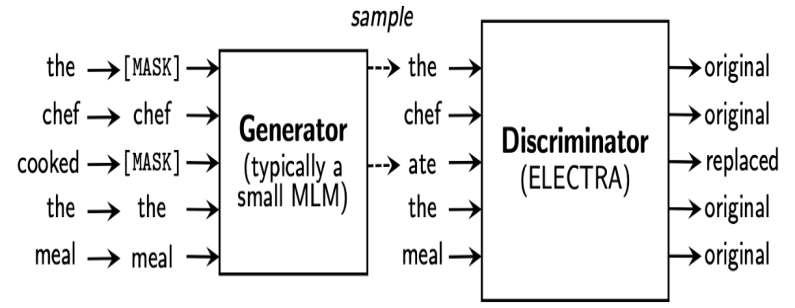 sample
the [MASK] the original
chef chef chef original
Generator
cooked [MASK] ate replaced
(typically a
small MLM)
Discriminator
(ELECTRA)
the the the original
meal meal meal original